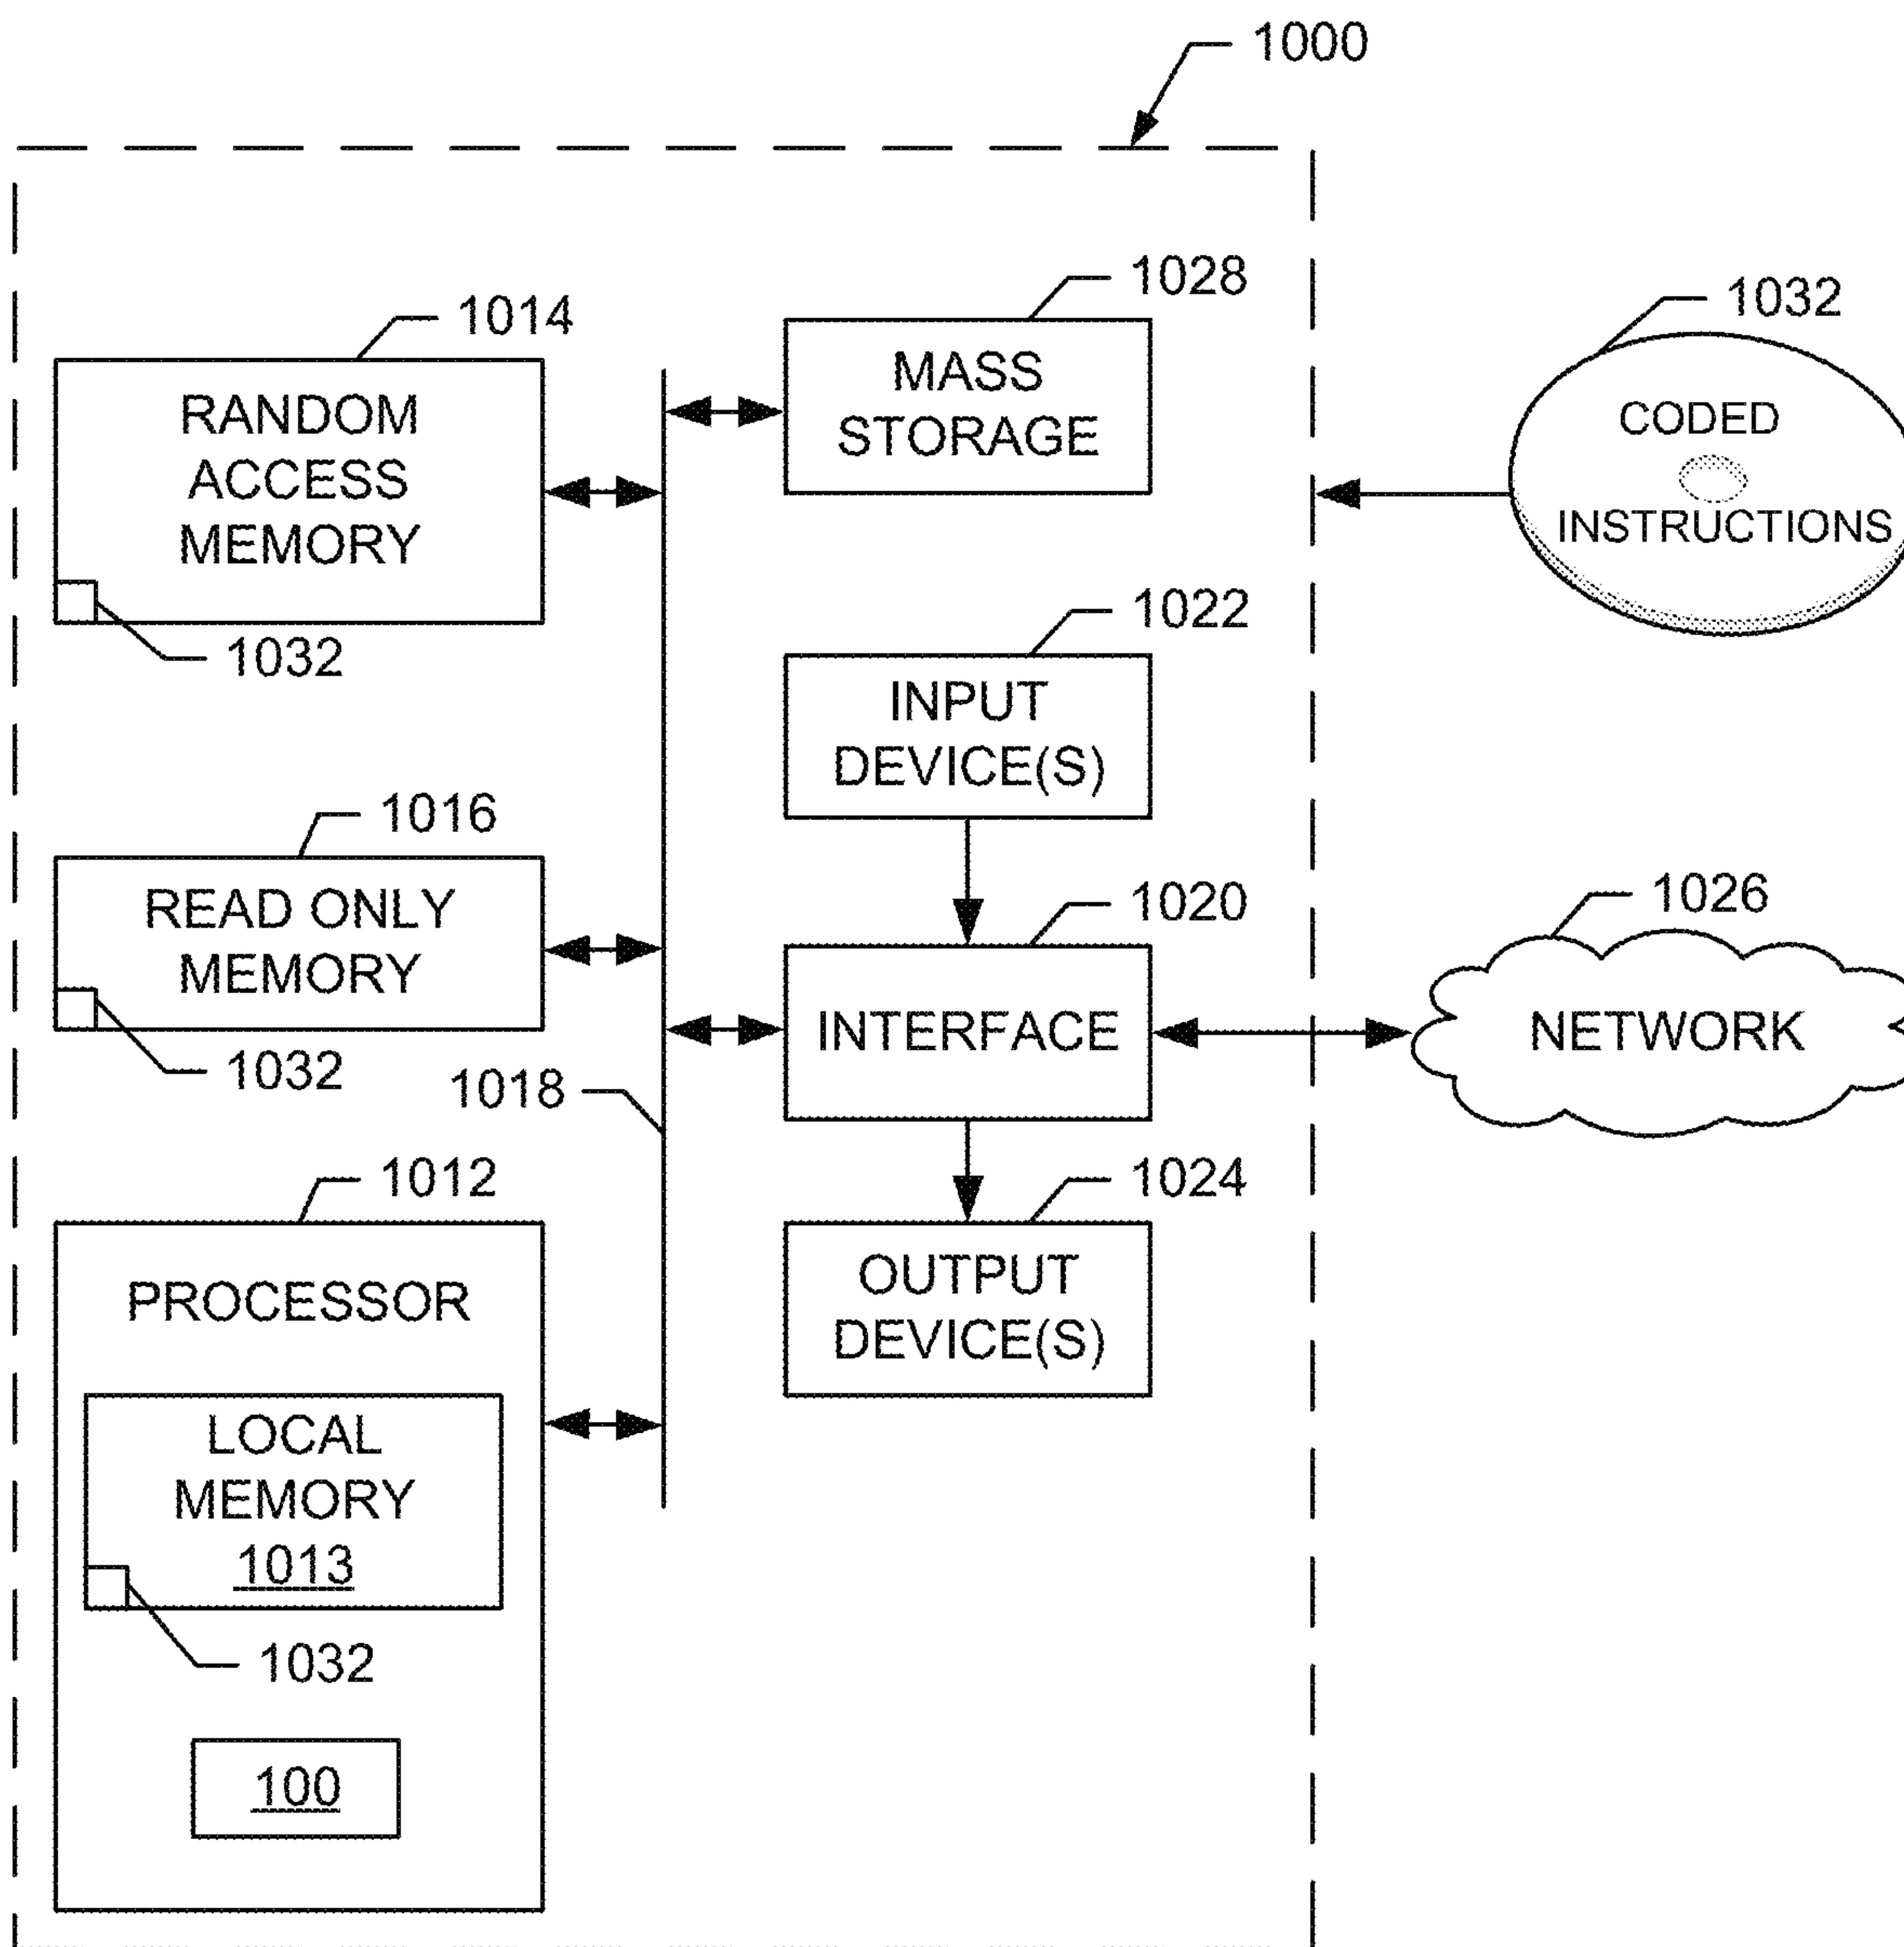 1000
1014
RANDOM
ACCESS
MEMORY
1032
1028
MASS
STORAGE
1032
CODED
INSTRUCTIONS
1022
INPUT
DEVICE(S)
1016
READ ONLY
MEMORY
1032
1018
1020
INTERFACE
1026
NETWORK
1012
PROCESSOR
LOCAL
MEMORY
1013
1032
100
1024
OUTPUT
DEVICE(S)